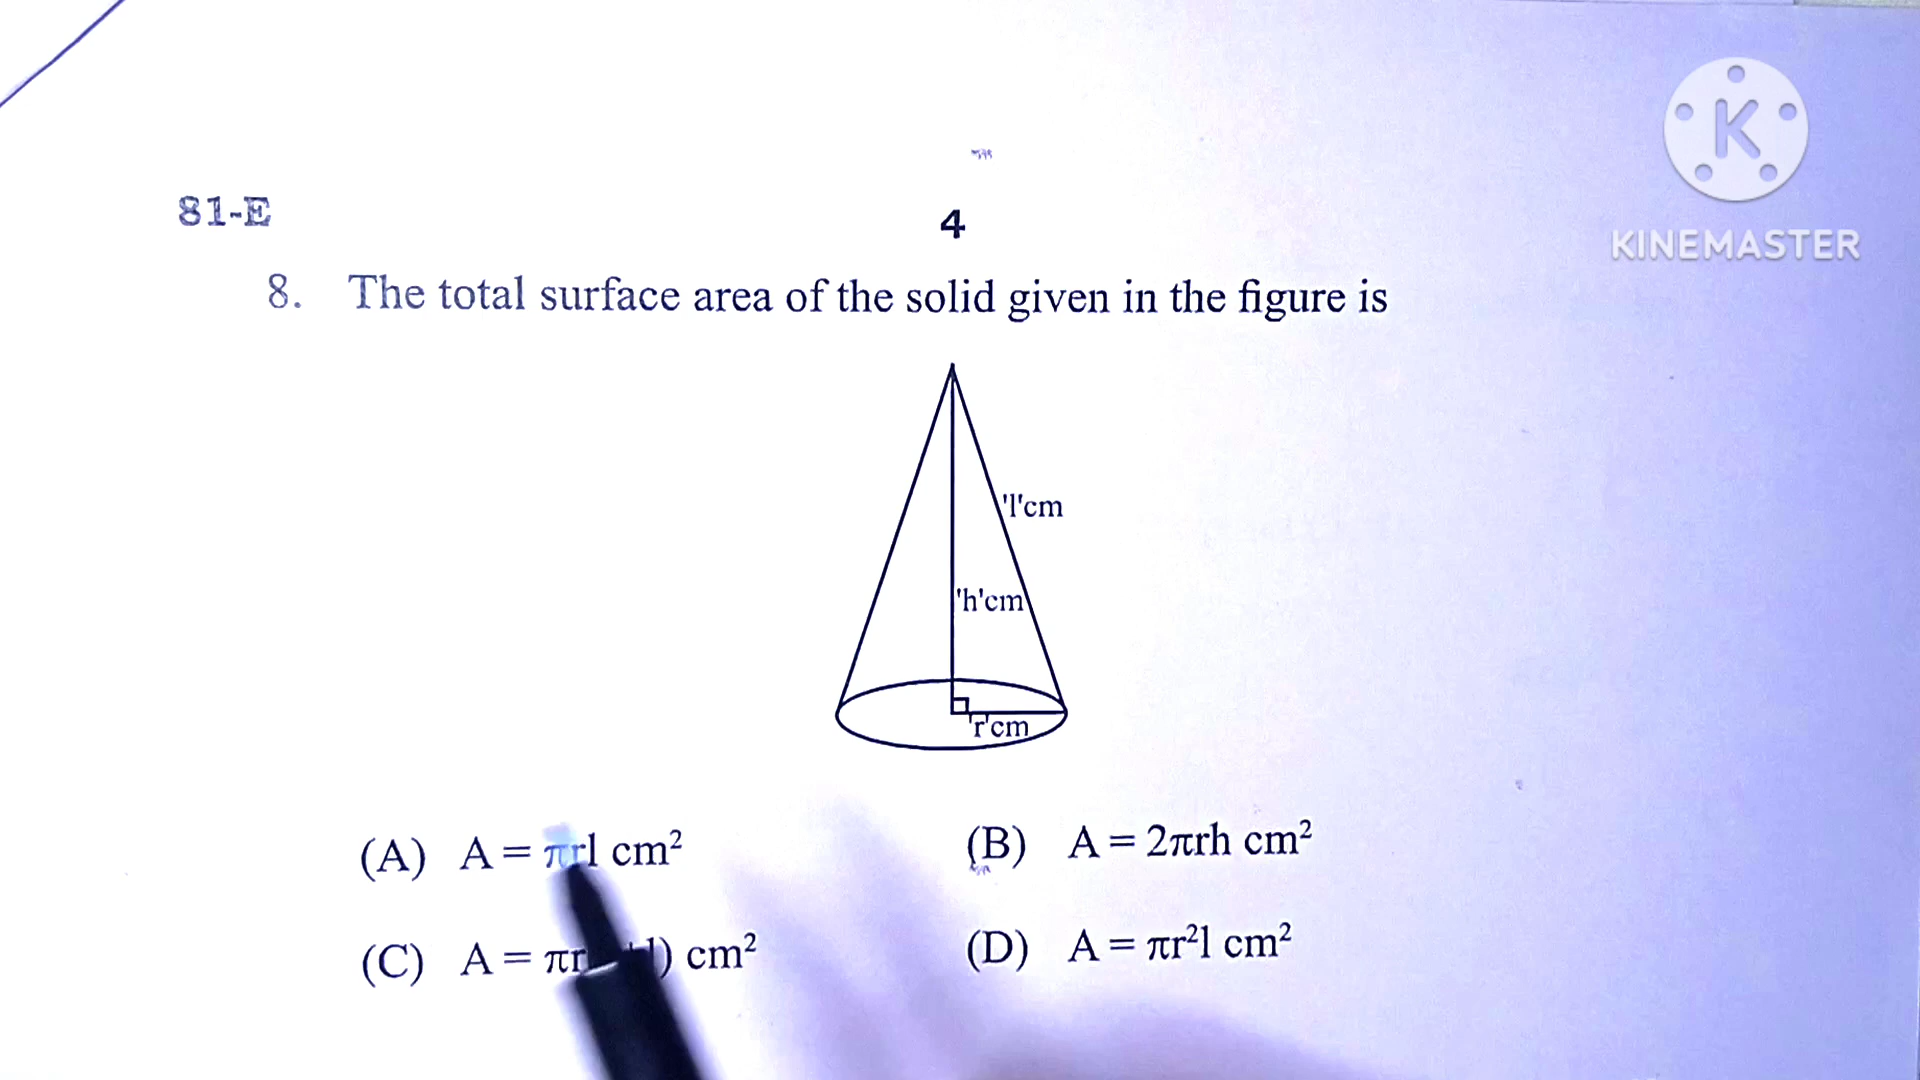 K
KINEMASTER
81-E
4
8. The total surface area of the solid given in the figure is
'l'cm
'h'cm
'r'cm
(A) A = πrl cm²
(B) A = 2πrh cm²
(C) A = πr l) cm²
(D) A = πr²l cm²